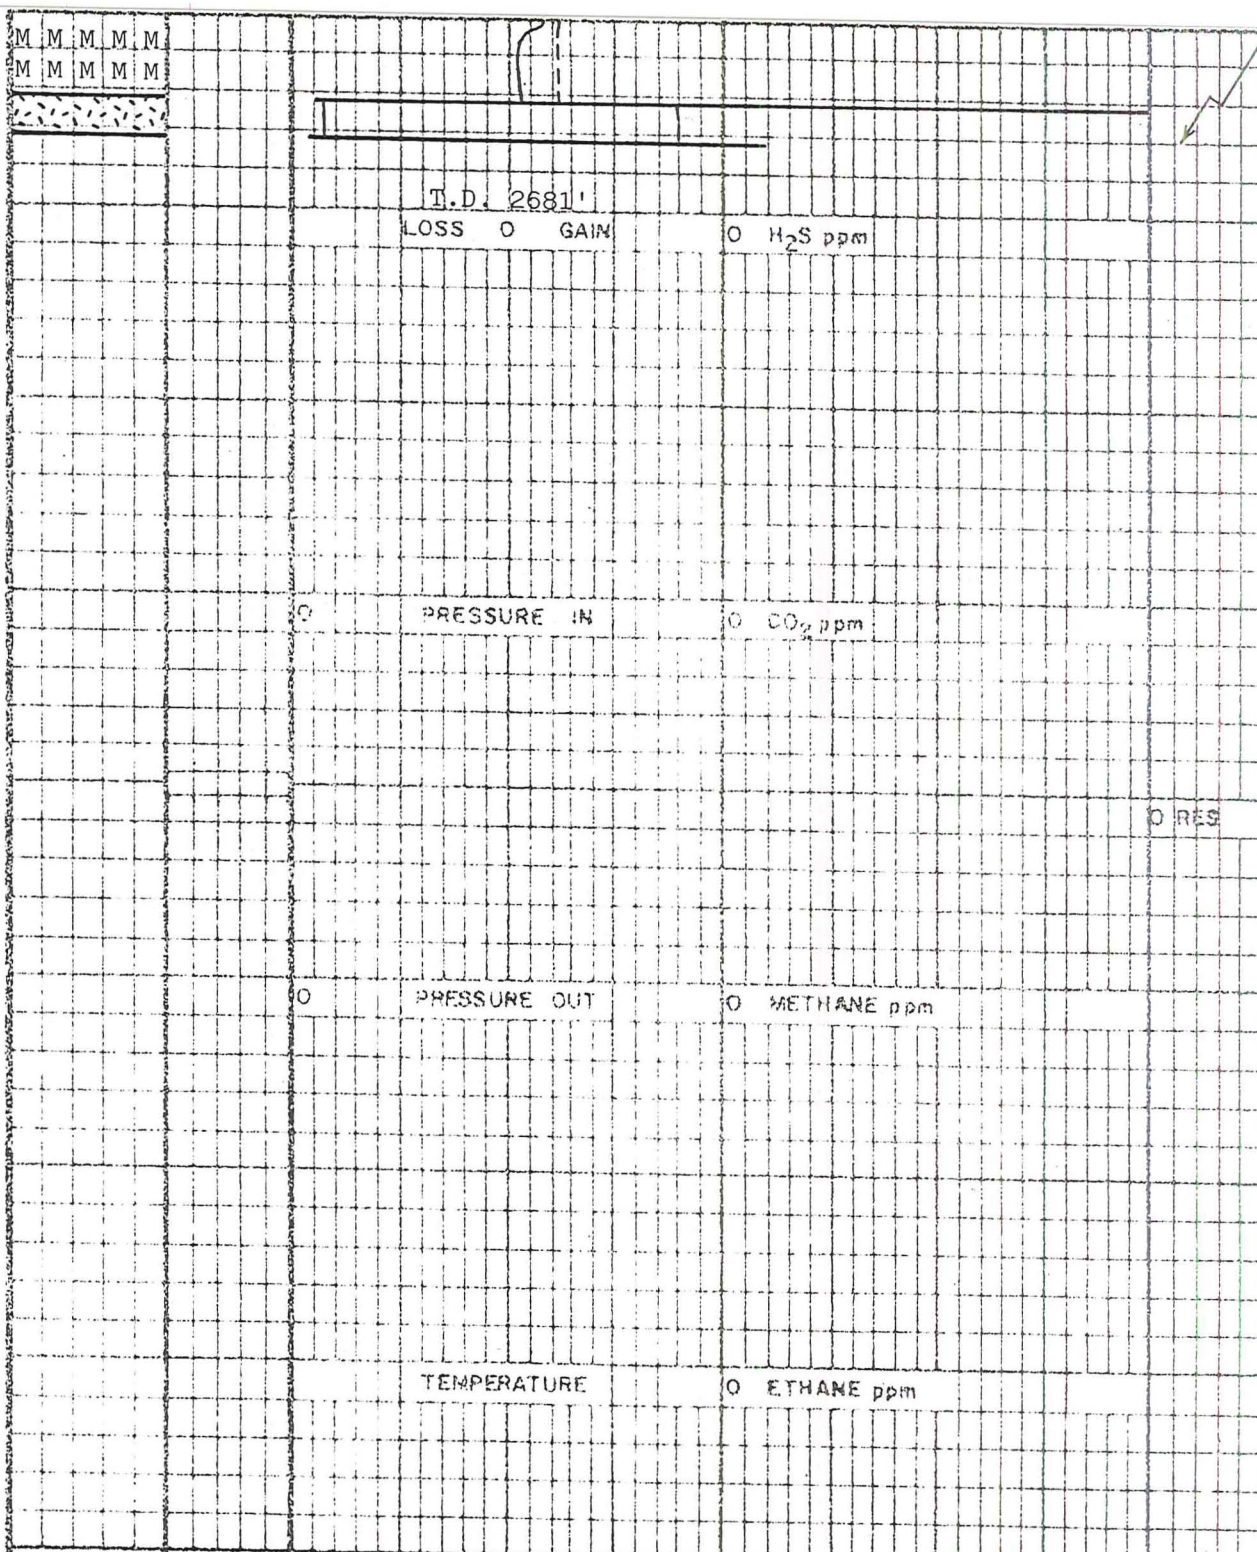 M M M M M
M M M M M
T.D. 2681'
LOSS O GAIN O H₂S ppm
O PRESSURE IN O CO₂ ppm
O RES
O PRESSURE OUT O METHANE ppm
TEMPERATURE O ETHANE ppm